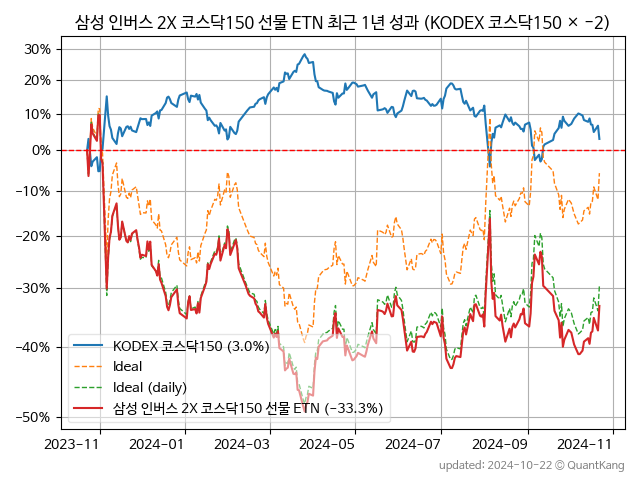 삼성 인버스 2X 코스닥150 선물 ETN 최근 1년 성과 (KODEX 코스닥150 × −2)
30%
20%
10%
0%
−10%
−20%
−30%
−40%
−50%
KODEX 코스닥150 (3.0%)
Ideal
Ideal (daily)
삼성 인버스 2X 코스닥150 선물 ETN (−33.3%)
2023-11
2024-01
2024-03
2024-05
2024-07
2024-09
2024-11
updated: 2024-10-22 © QuantKang